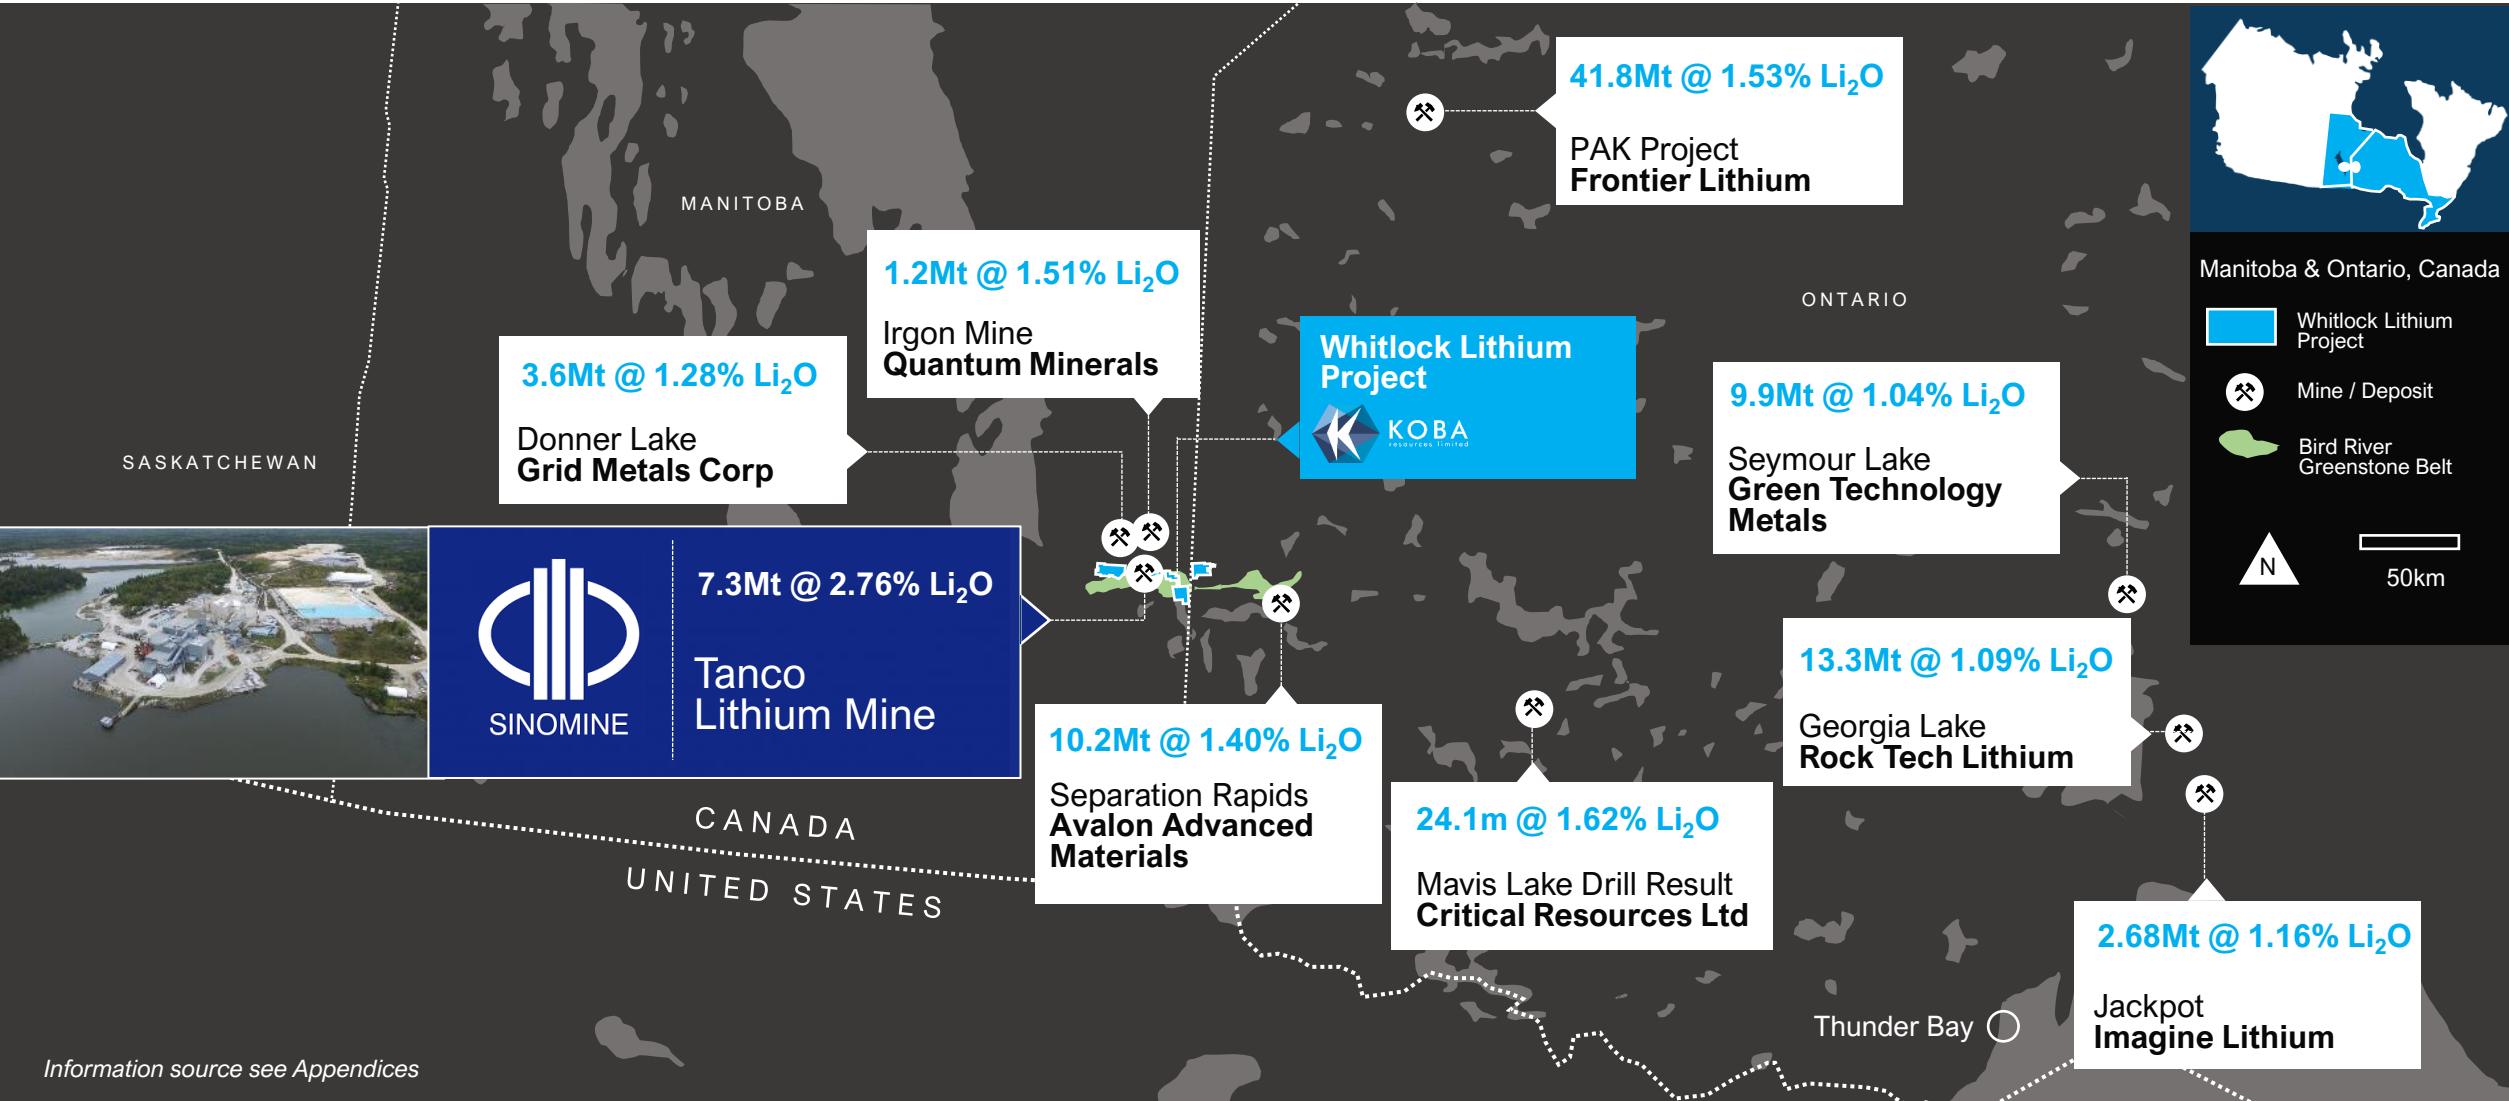 41.8Mt @ 1.53% Li₂O
PAK Project
Frontier Lithium
MANITOBA
1.2Mt @ 1.51% Li₂O
Irgon Mine
Quantum Minerals
ONTARIO
Manitoba & Ontario, Canada
Whitlock Lithium
Project
Mine / Deposit
Bird River
Greenstone Belt
N
50km
3.6Mt @ 1.28% Li₂O
Donner Lake
Grid Metals Corp
Whitlock Lithium
Project
KOBA
resources limited
9.9Mt @ 1.04% Li₂O
Seymour Lake
Green Technology
Metals
SASKATCHEWAN
SINOMINE
7.3Mt @ 2.76% Li₂O
Tanco
Lithium Mine
13.3Mt @ 1.09% Li₂O
Georgia Lake
Rock Tech Lithium
10.2Mt @ 1.40% Li₂O
Separation Rapids
Avalon Advanced
Materials
24.1m @ 1.62% Li₂O
Mavis Lake Drill Result
Critical Resources Ltd
CANADA
UNITED STATES
2.68Mt @ 1.16% Li₂O
Jackpot
Imagine Lithium
Thunder Bay
Information source see Appendices